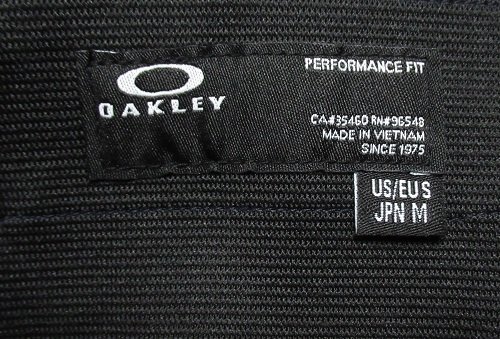 PERFORMANCE FIT
OAKLEY
CA#35460 RN#96548
MADE IN VIETNAM
SINCE 1975
US/EU S
JPN M